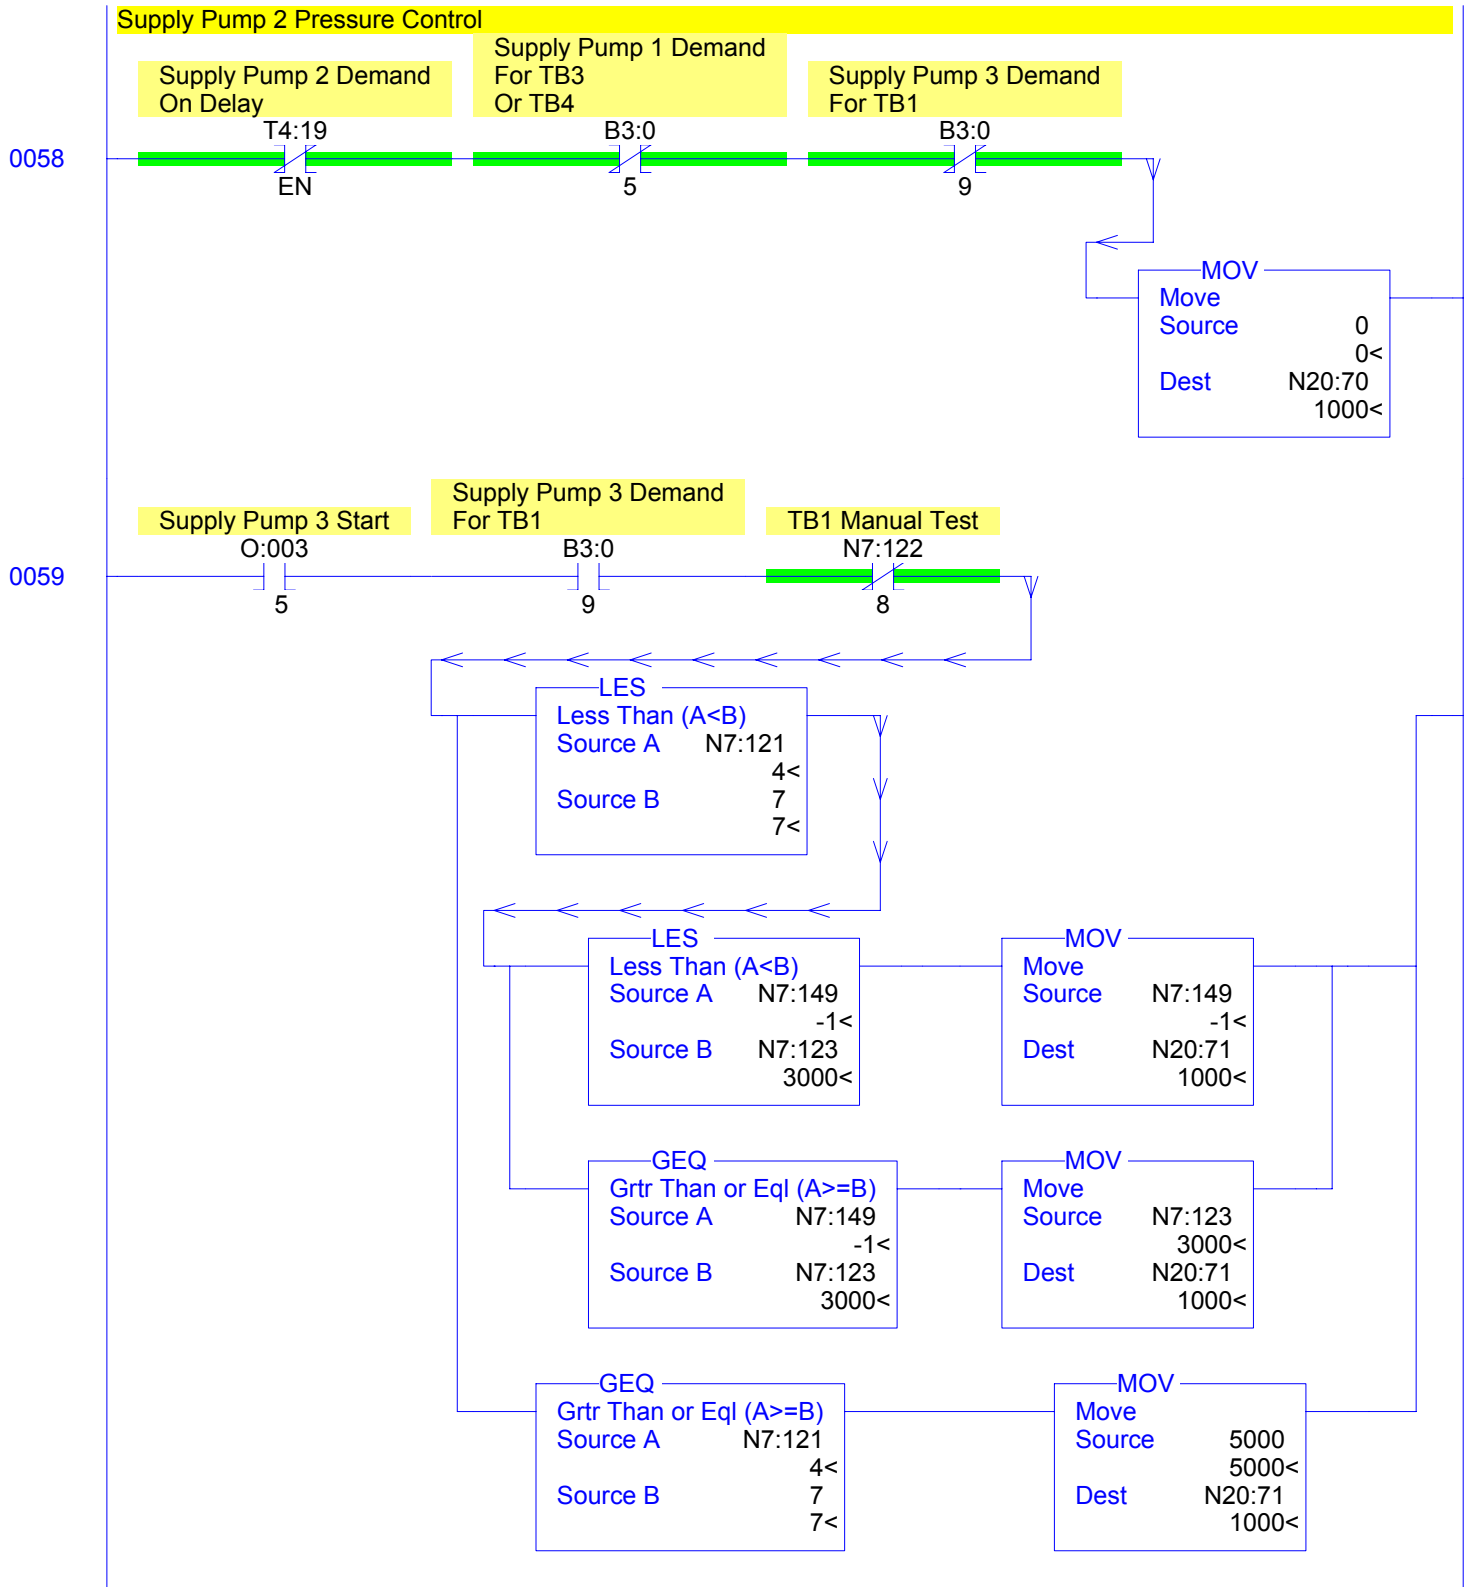 Supply Pump 2 Pressure Control
Supply Pump 2 Demand
On Delay
Supply Pump 1 Demand
For TB3
Or TB4
Supply Pump 3 Demand
For TB1
T4:19
B3:0
B3:0
0058
EN
5
9
MOV
Move
Source 0
0<
Dest N20:70
1000<
Supply Pump 3 Start
Supply Pump 3 Demand
For TB1
TB1 Manual Test
O:003
B3:0
N7:122
0059
5
9
8
LES
Less Than (A<B)
Source A N7:121
4<
Source B 7
7<
LES
Less Than (A<B)
Source A N7:149
-1<
Source B N7:123
3000<
MOV
Move
Source N7:149
-1<
Dest N20:71
1000<
GEQ
Grtr Than or Eql (A>=B)
Source A N7:149
-1<
Source B N7:123
3000<
MOV
Move
Source N7:123
3000<
Dest N20:71
1000<
GEQ
Grtr Than or Eql (A>=B)
Source A N7:121
4<
Source B 7
7<
MOV
Move
Source 5000
5000<
Dest N20:71
1000<